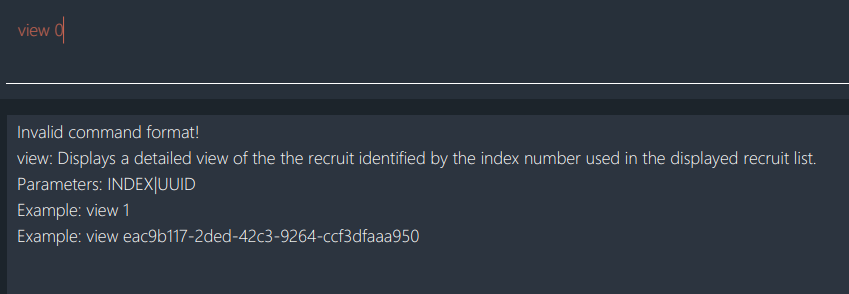 view 0
Invalid command format!
view: Displays a detailed view of the the recruit identified by the index number used in the displayed recruit list.
Parameters: INDEX|UUID
Example: view 1
Example: view eac9b117-2ded-42c3-9264-ccf3dfaaa950